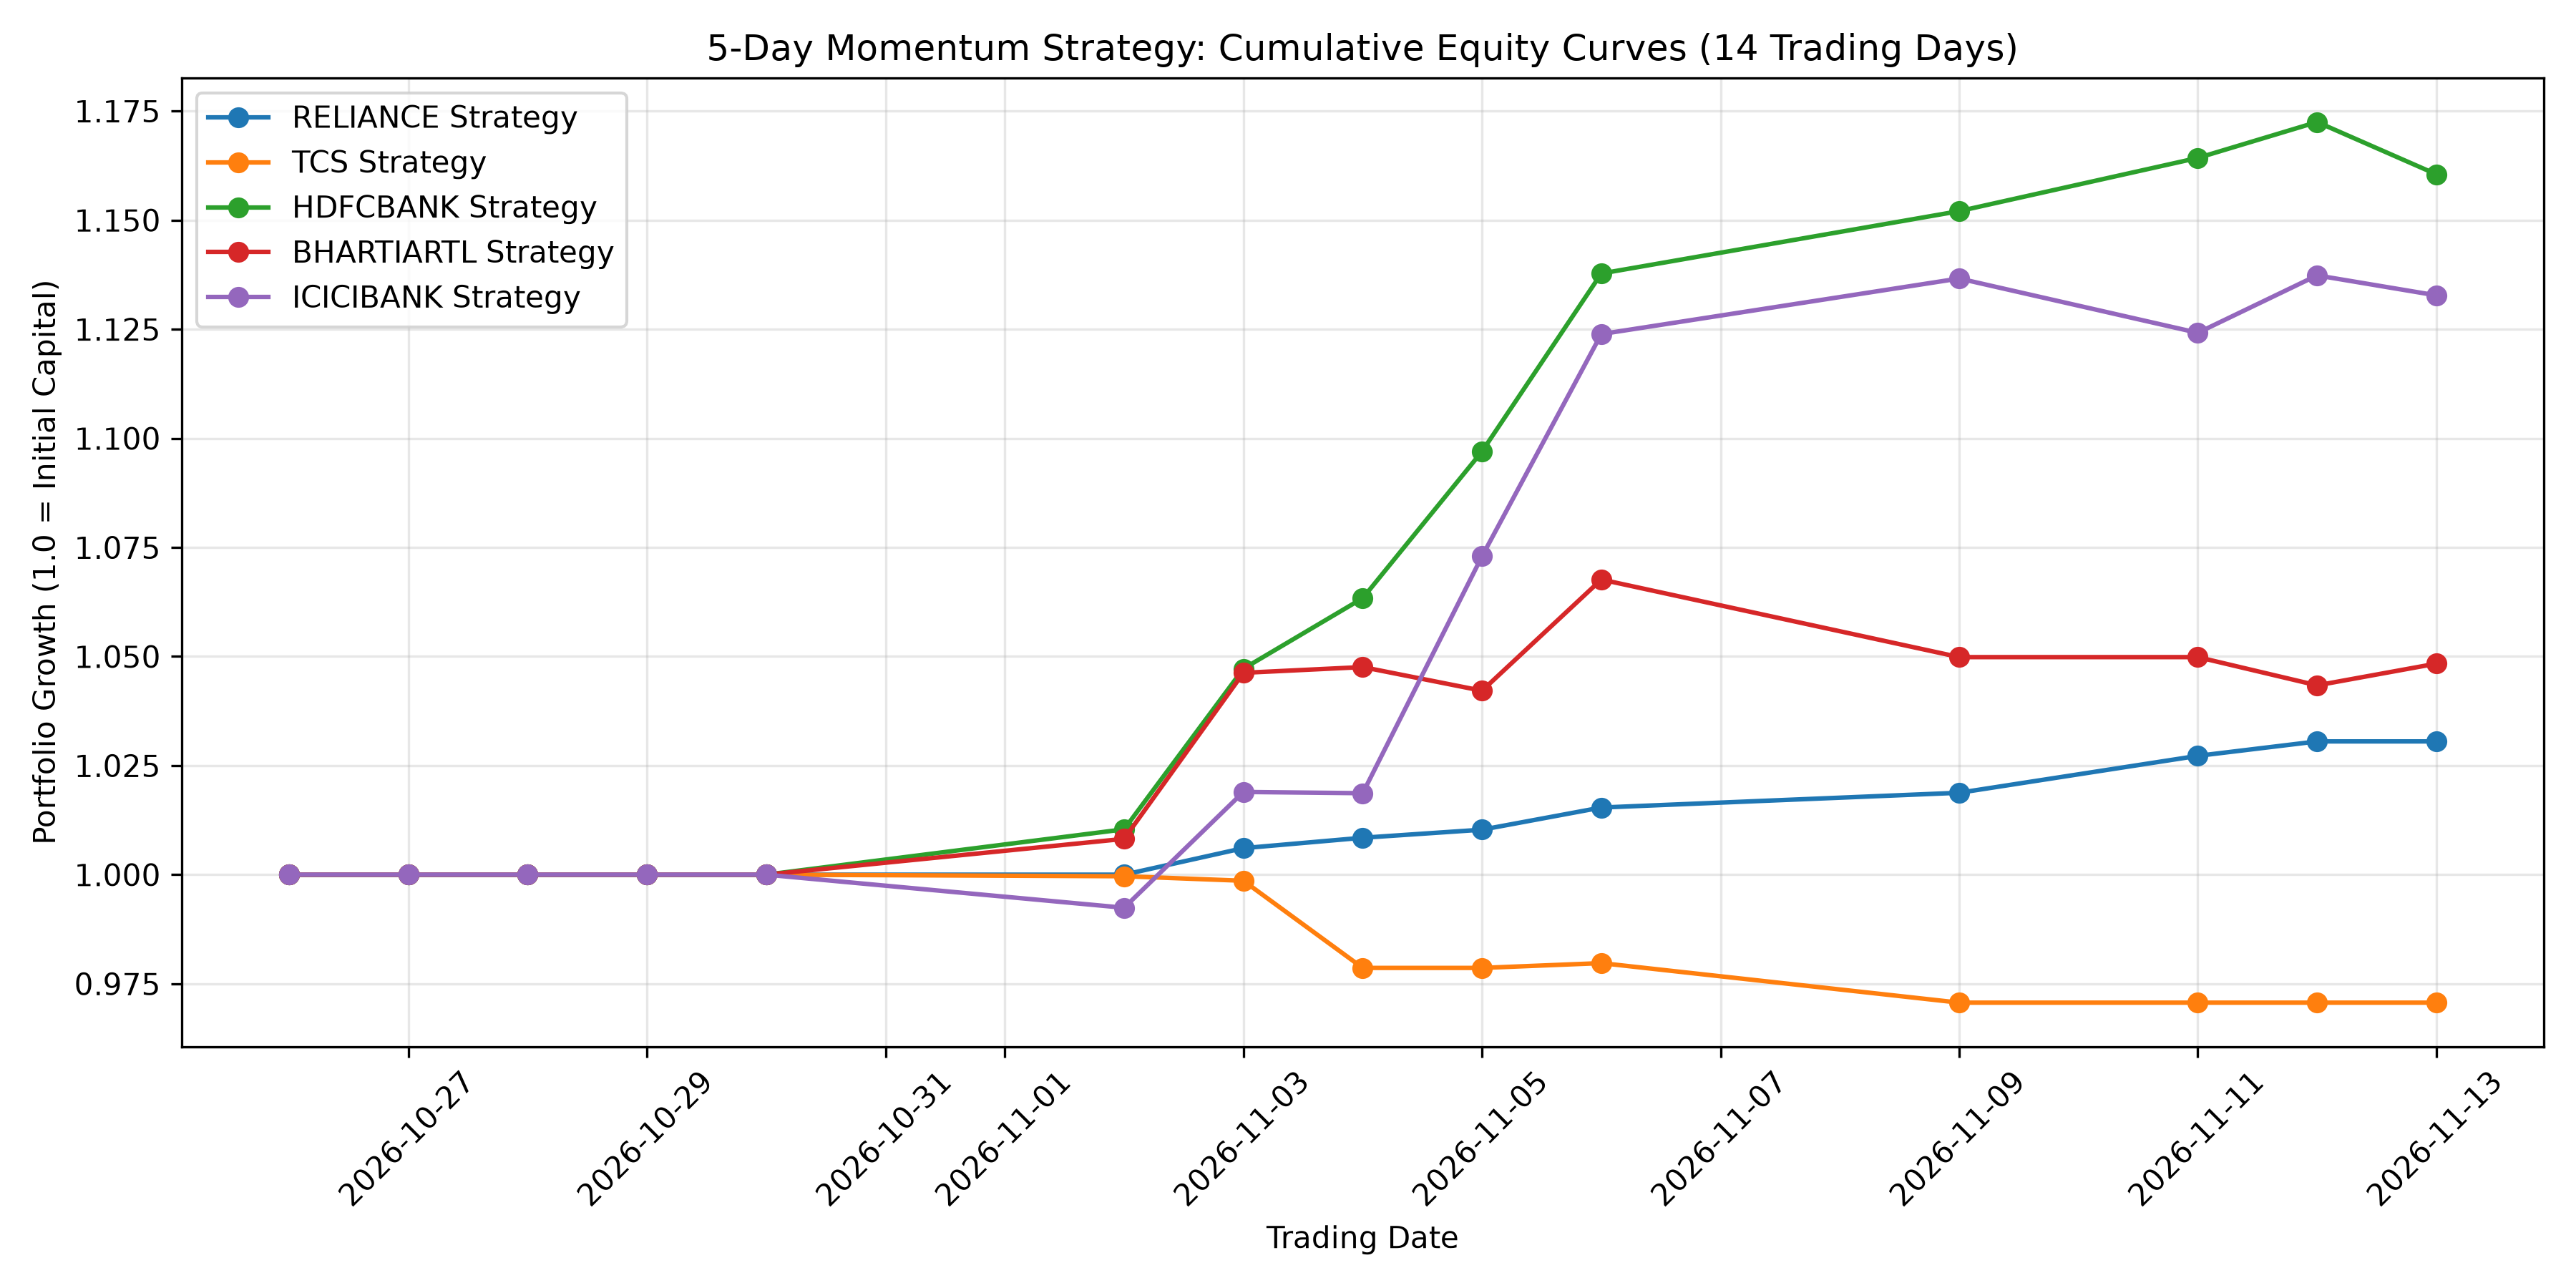 5-Day Momentum Strategy: Cumulative Equity Curves (14 Trading Days)
RELIANCE Strategy
TCS Strategy
HDFCBANK Strategy
BHARTIARTL Strategy
ICICIBANK Strategy
Portfolio Growth (1.0 = Initial Capital)
1.175
1.150
1.125
1.100
1.075
1.050
1.025
1.000
0.975
2026-10-27
2026-10-29
2026-10-31
2026-11-01
2026-11-03
2026-11-05
2026-11-07
2026-11-09
2026-11-11
2026-11-13
Trading Date